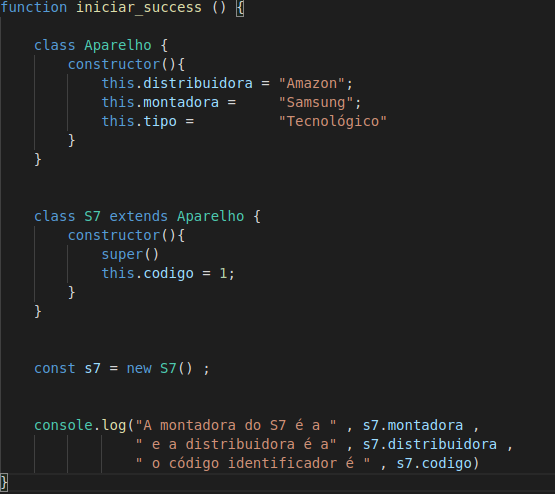 function iniciar_success () {
class Aparelho {
constructor(){
this.distribuidora = "Amazon";
this.montadora =     "Samsung";
this.tipo =          "Tecnológico"
}
}
class S7 extends Aparelho {
constructor(){
super()
this.codigo = 1;
}
}
const s7 = new S7() ;
console.log("A montadora do S7 é a " , s7.montadora ,
" e a distribuidora é a" , s7.distribuidora ,
" o código identificador é " , s7.codigo)
}